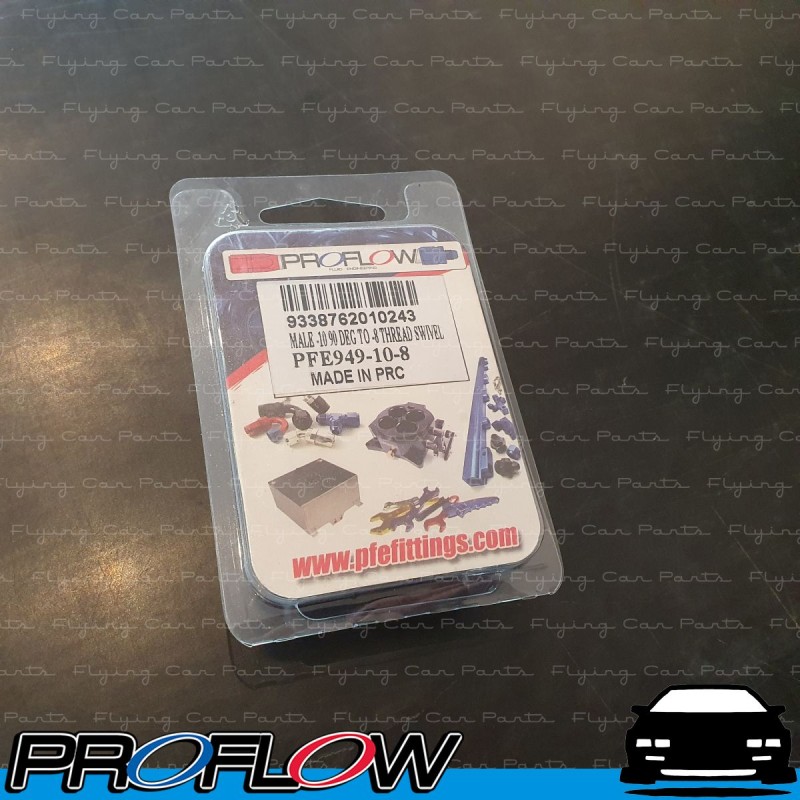 Flying Car Parts
PROFLOW
9338762010243
MALE -10 90 DEG TO -8 THREAD SWIVEL
PFE949-10-8
MADE IN PRC
www.pfefittings.com
PROFLOW